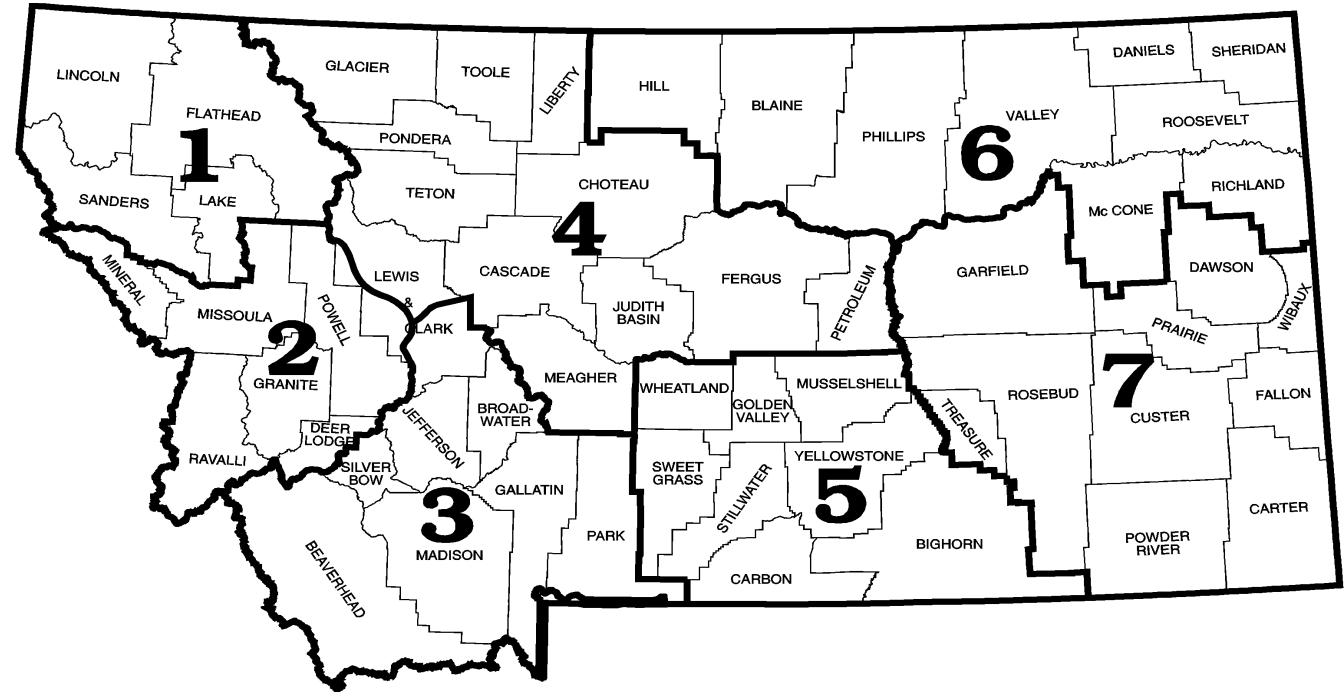 LINCOLN
FLATHEAD
1
SANDERS
LAKE
GLACIER
TOOLE
LIBERTY
PONDERA
TETON
CHOTEAU
4
LEWIS
&
CLARK
CASCADE
JUDITH
BASIN
FERGUS
PETROLEUM
MEAGHER
HILL
BLAINE
PHILLIPS
6
VALLEY
DANIELS
SHERIDAN
ROOSEVELT
RICHLAND
Mc CONE
MINERAL
MISSOULA
POWELL
2
GRANITE
DEER
LODGE
RAVALLI
JEFFERSON
BROAD-
WATER
SILVER
BOW
3
GALLATIN
PARK
MADISON
BEAVERHEAD
WHEATLAND
GOLDEN
VALLEY
MUSSELSHELL
SWEET
GRASS
STILLWATER
YELLOWSTONE
5
CARBON
BIGHORN
GARFIELD
DAWSON
WIBAUX
PRAIRIE
7
ROSEBUD
TREASURE
CUSTER
FALLON
POWDER
RIVER
CARTER